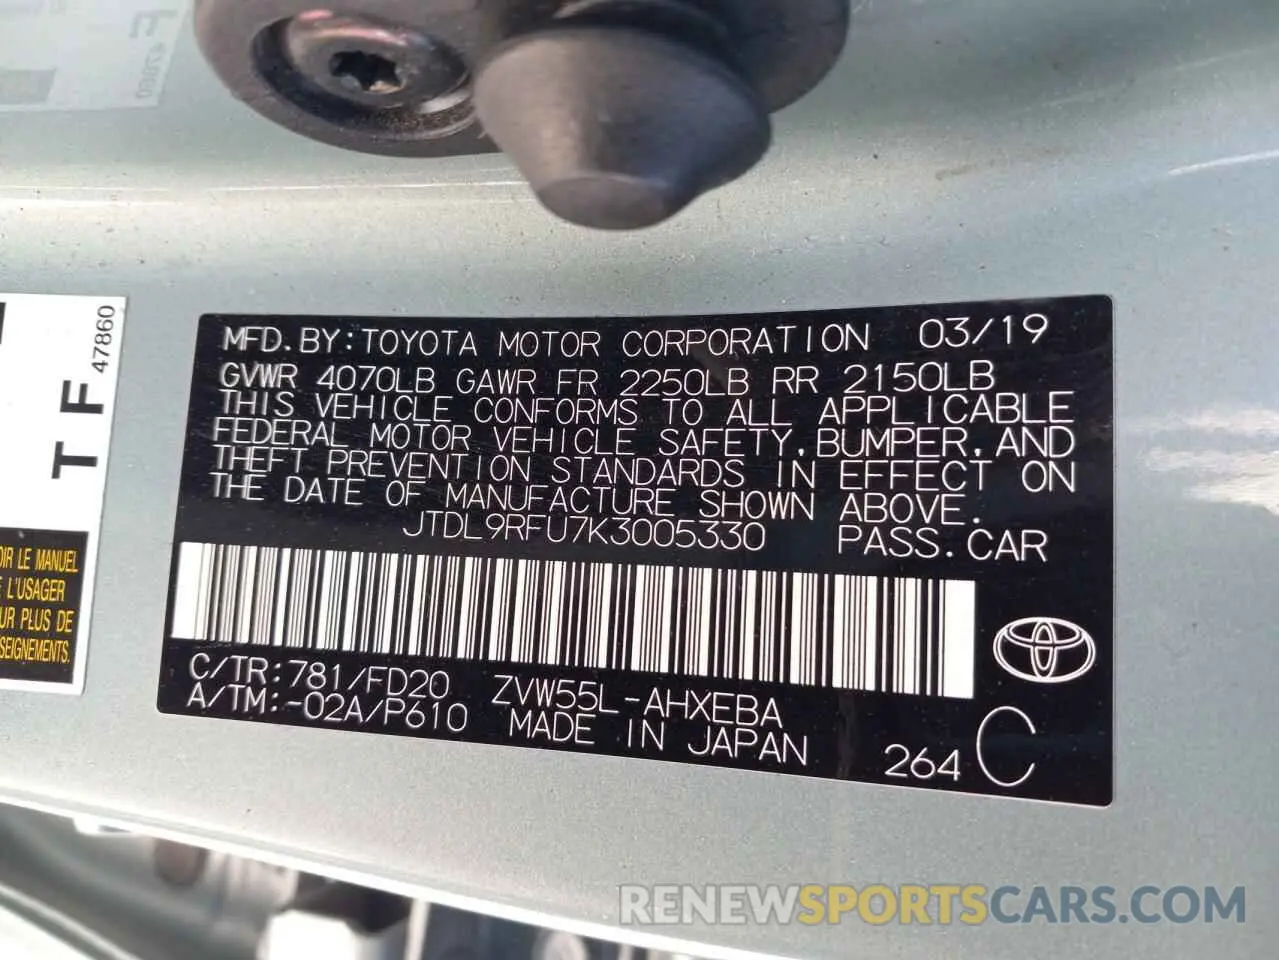 47860
T F
47860
OIR LE MANUEL
E L'USAGER
UR PLUS DE
SEIGNEMENTS.
MFD.BY:TOYOTA MOTOR CORPORATION 03/19
GVWR 4070LB GAWR FR 2250LB RR 2150LB
THIS VEHICLE CONFORMS TO ALL APPLICABLE
FEDERAL MOTOR VEHICLE SAFETY,BUMPER,AND
THEFT PREVENTION STANDARDS IN EFFECT ON
THE DATE OF MANUFACTURE SHOWN ABOVE.
JTDL9RFU7K3005330 PASS.CAR
C/TR:781/FD20 ZVW55L-AHXEBA
A/TM:-02A/P610 MADE IN JAPAN 264 C
RENEWSPORTSCARS.COM